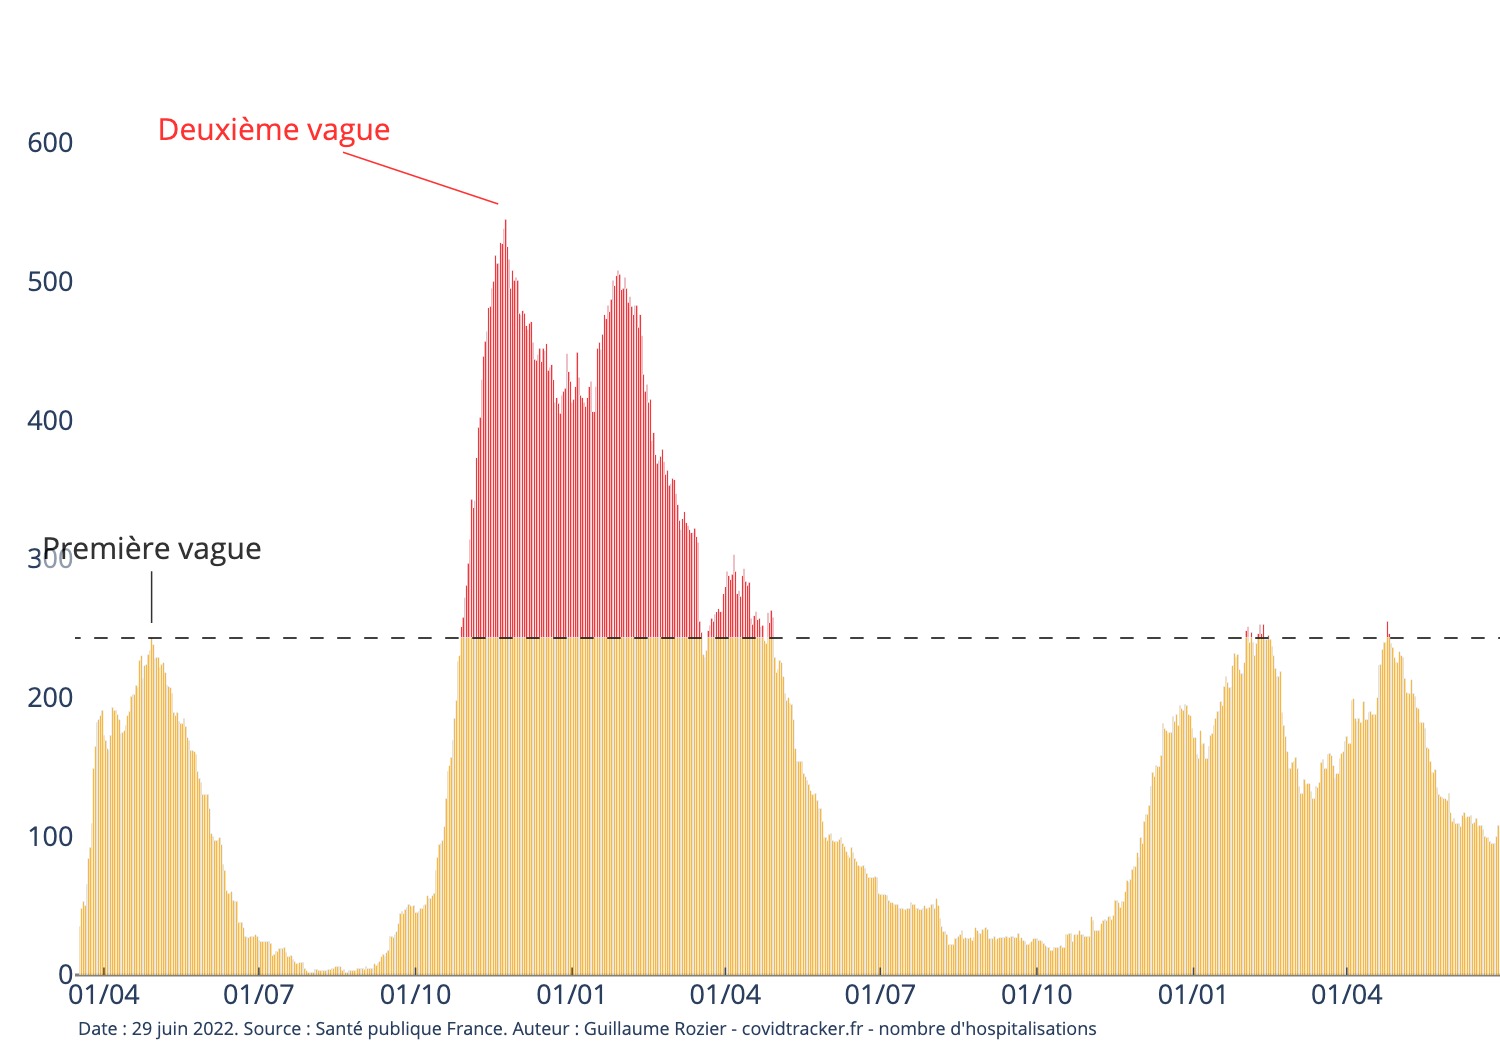 600
Deuxième vague
500
400
Première vague
300
200
100
0
01/04 01/07 01/10 01/01 01/04 01/07 01/10 01/01 01/04
Date : 29 juin 2022. Source : Santé publique France. Auteur : Guillaume Rozier - covidtracker.fr - nombre d'hospitalisations